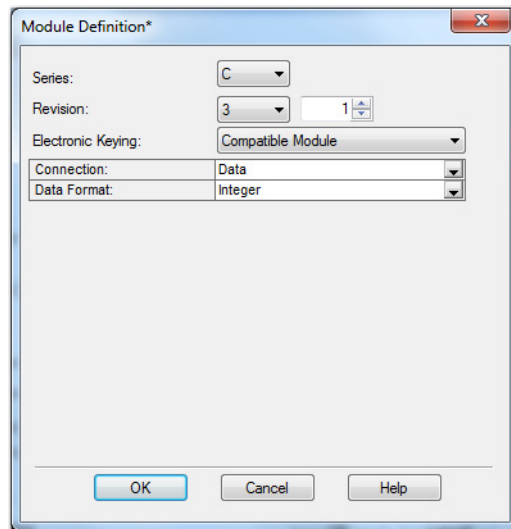 Module Definition*
Series: C
Revision: 3 1
Electronic Keying: Compatible Module
Connection: Data
Data Format: Integer
OK Cancel Help